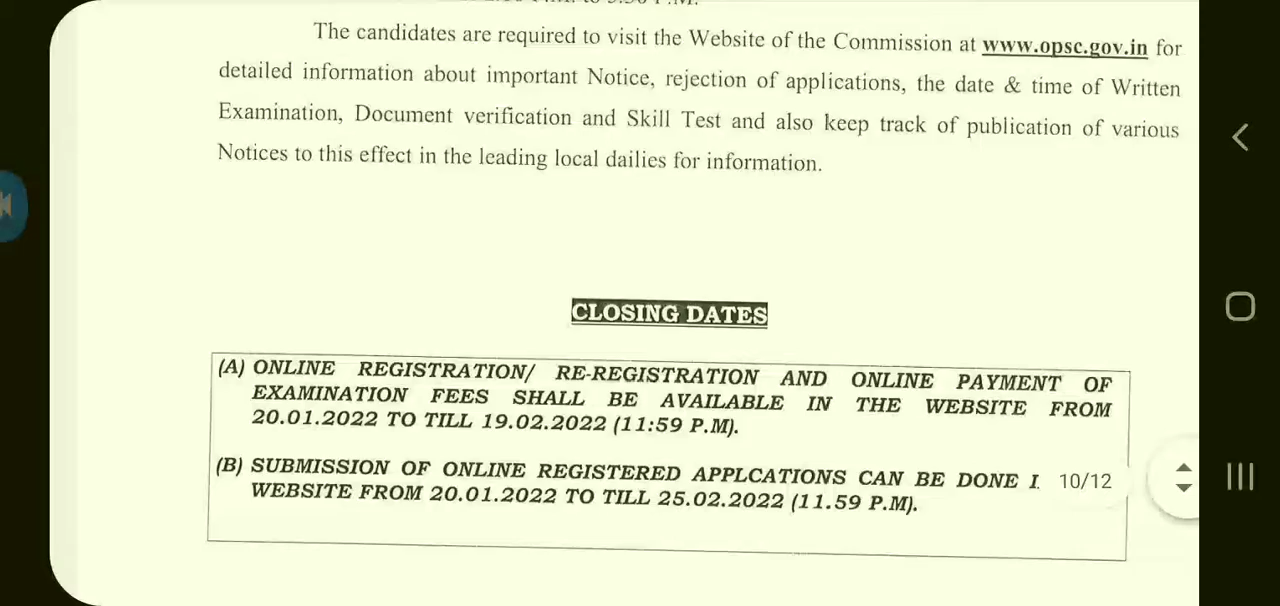 The candidates are required to visit the Website of the Commission at www.opsc.gov.in for
detailed information about important Notice, rejection of applications, the date & time of Written
Examination, Document verification and Skill Test and also keep track of publication of various
Notices to this effect in the leading local dailies for information.
CLOSING DATES
(A) ONLINE REGISTRATION/ RE-REGISTRATION AND ONLINE PAYMENT OF
EXAMINATION FEES SHALL BE AVAILABLE IN THE WEBSITE FROM
20.01.2022 TO TILL 19.02.2022 (11:59 P.M).
(B) SUBMISSION OF ONLINE REGISTERED APPLCATIONS CAN BE DONE I
WEBSITE FROM 20.01.2022 TO TILL 25.02.2022 (11.59 P.M).
10/12